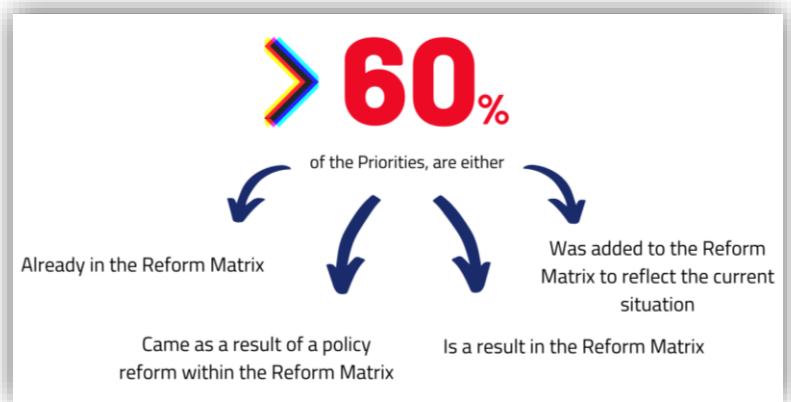 > 60%
of the Priorities, are either
Already in the Reform Matrix
Came as a result of a policy
reform within the Reform Matrix
Is a result in the Reform Matrix
Was added to the Reform
Matrix to reflect the current
situation